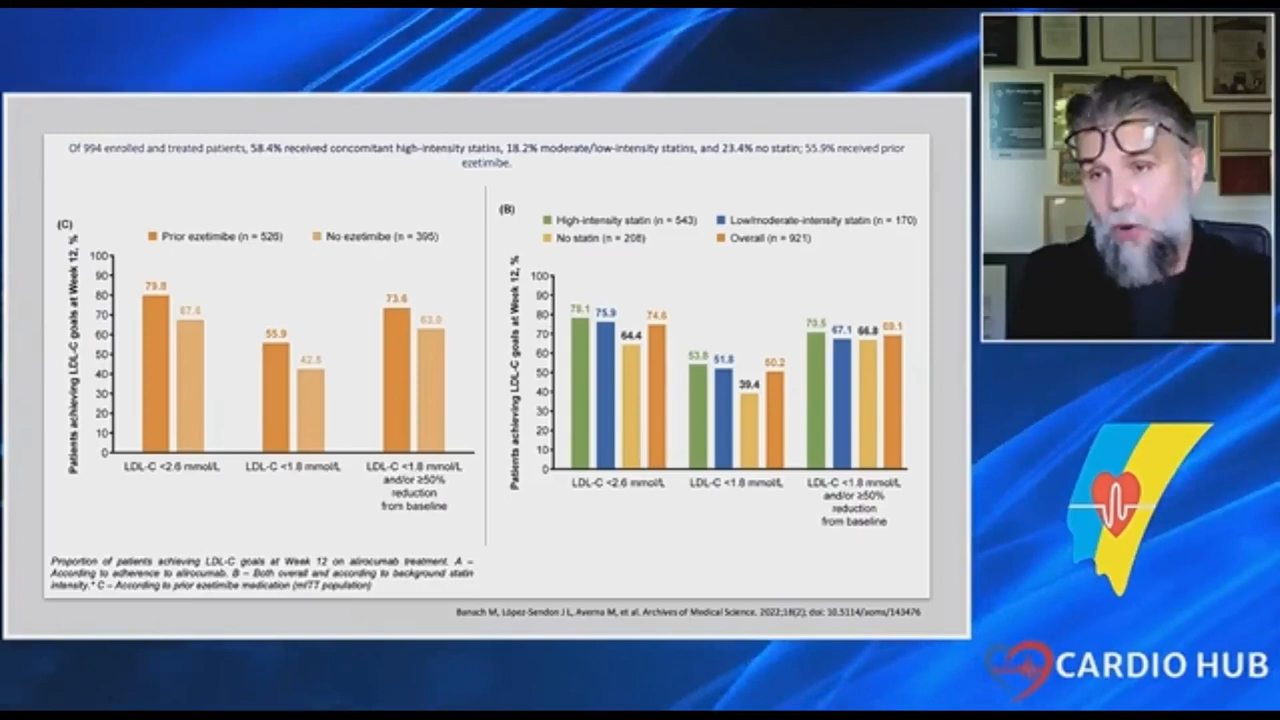 Of 994 enrolled and treated patients, 58.4% received concomitant high-intensity statins, 18.2% moderate/low-intensity statins, and 23.4% no statin; 55.9% received prior
ezetimibe.
(C)
Prior ezetimibe (n = 526)
No ezetimibe (n = 395)
Patients achieving LDL-C goals at Week 12, %
100
90
80
70
60
50
40
30
20
10
0
79.8
67.6
55.9
42.5
73.6
63.0
LDL-C <2.6 mmol/L
LDL-C <1.8 mmol/L
LDL-C <1.8 mmol/L
and/or ≥50%
reduction
from baseline
(B)
High-intensity statin (n = 543)
Low/moderate-intensity statin (n = 170)
No statin (n = 208)
Overall (n = 921)
Patients achieving LDL-C goals at Week 12, %
100
90
80
70
60
50
40
30
20
10
0
78.1
75.9
64.4
74.6
53.8
51.8
39.4
50.2
70.5
67.1
66.8
69.1
LDL-C <2.6 mmol/L
LDL-C <1.8 mmol/L
LDL-C <1.8 mmol/L
and/or ≥50%
reduction
from baseline
Proportion of patients achieving LDL-C goals at Week 12 on alirocumab treatment. A –
According to adherence to alirocumab. B – Both overall and according to background statin
intensity.* C – According to prior ezetimibe medication (mITT population)
Banach M, López-Sendon J L, Averna M, et al. Archives of Medical Science. 2022;18(2); doi: 10.5114/aoms/143476
CARDIO HUB